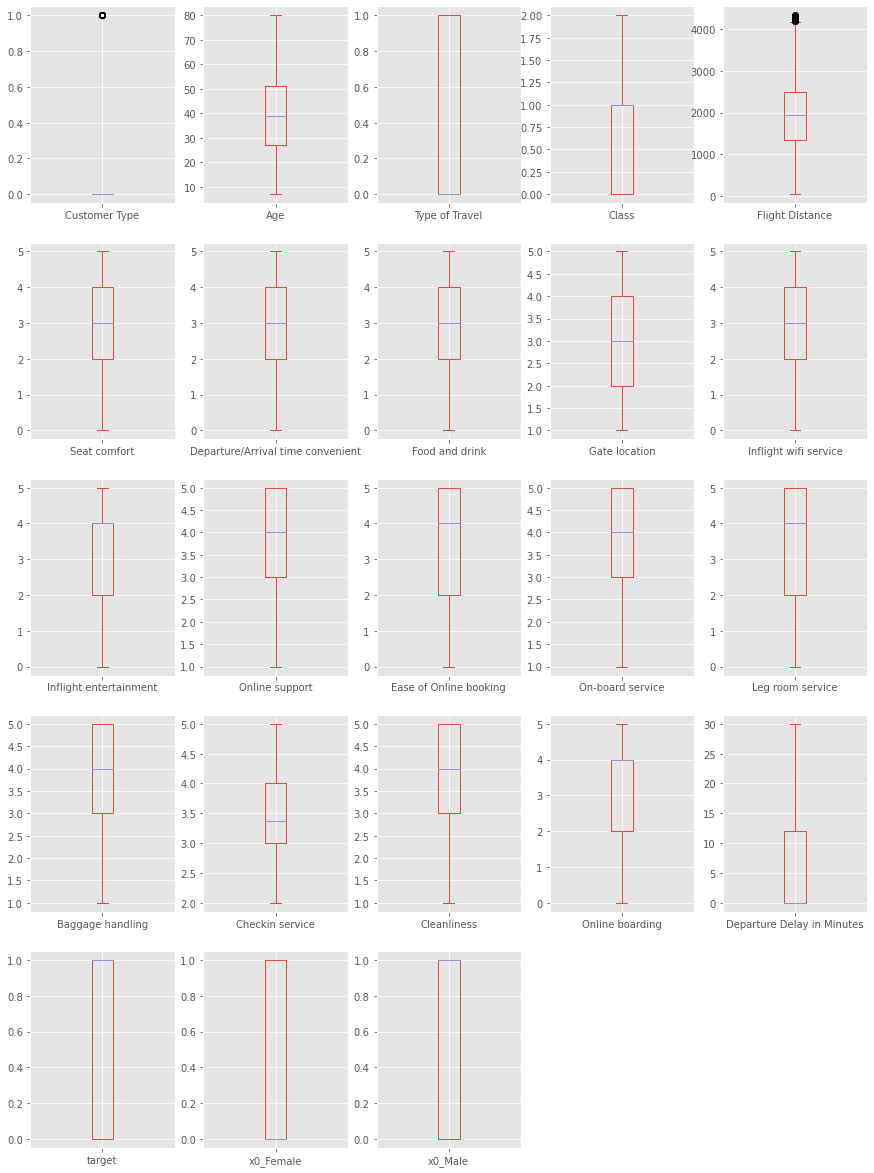 1.0 0.8 0.6 0.4 0.2 0.0
Customer Type
80 70 60 50 40 30 20 10
Age
1.0 0.8 0.6 0.4 0.2 0.0
Type of Travel
2.00 1.75 1.50 1.25 1.00 0.75 0.50 0.25 0.00
Class
4000 3000 2000 1000 0
Flight Distance
5 4 3 2 1 0
Seat comfort
5 4 3 2 1 0
Departure/Arrival time convenient
5 4 3 2 1 0
Food and drink
5.0 4.5 4.0 3.5 3.0 2.5 2.0 1.5 1.0
Gate location
5 4 3 2 1 0
Inflight wifi service
5 4 3 2 1 0
Inflight entertainment
5.0 4.5 4.0 3.5 3.0 2.5 2.0 1.5 1.0
Online support
5 4 3 2 1 0
Ease of Online booking
5.0 4.5 4.0 3.5 3.0 2.5 2.0 1.5 1.0
On-board service
5 4 3 2 1 0
Leg room service
5.0 4.5 4.0 3.5 3.0 2.5 2.0 1.5 1.0
Baggage handling
5.0 4.5 4.0 3.5 3.0 2.5 2.0
Checkin service
5.0 4.5 4.0 3.5 3.0 2.5 2.0 1.5 1.0
Cleanliness
5 4 3 2 1 0
Online boarding
30 25 20 15 10 5 0
Departure Delay in Minutes
1.0 0.8 0.6 0.4 0.2 0.0
target
1.0 0.8 0.6 0.4 0.2 0.0
x0_Female
1.0 0.8 0.6 0.4 0.2 0.0
x0_Male